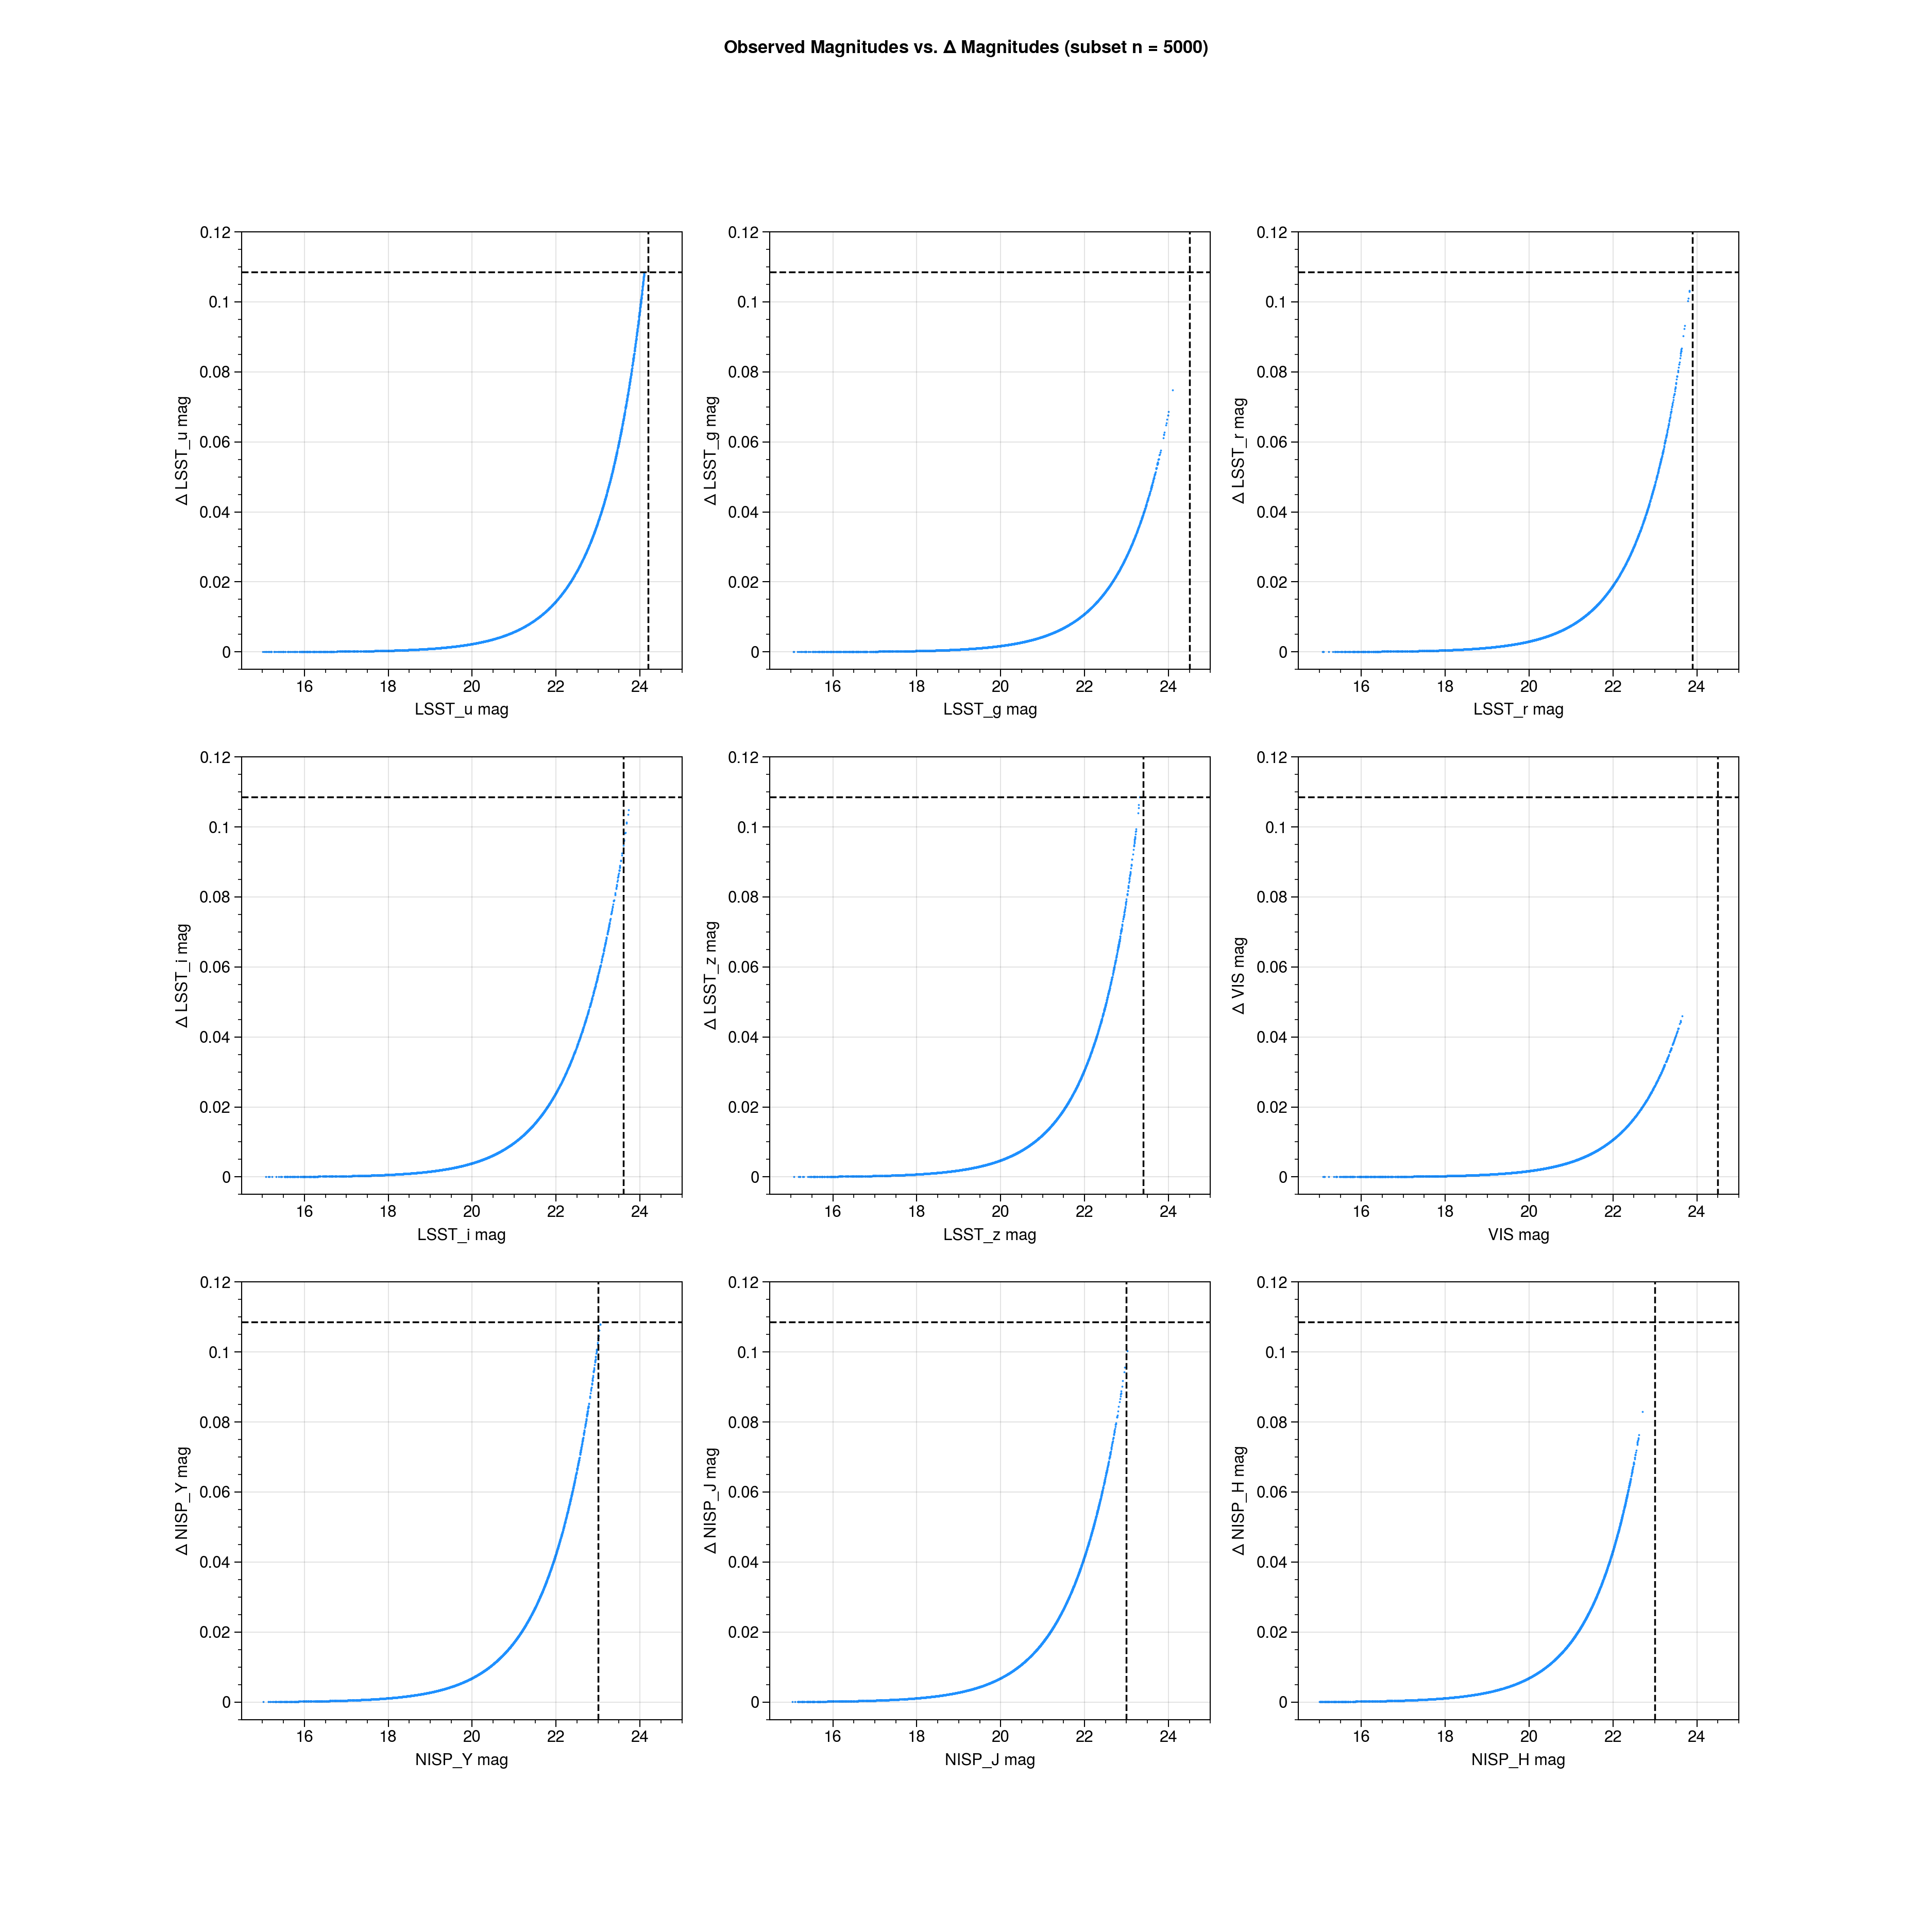 Observed Magnitudes vs. Δ Magnitudes (subset n = 5000)
0.12
0.1
0.08
0.06
0.04
0.02
0
Δ LSST_u mag
16 18 20 22 24
LSST_u mag
0.12
0.1
0.08
0.06
0.04
0.02
0
Δ LSST_g mag
16 18 20 22 24
LSST_g mag
0.12
0.1
0.08
0.06
0.04
0.02
0
Δ LSST_r mag
16 18 20 22 24
LSST_r mag
0.12
0.1
0.08
0.06
0.04
0.02
0
Δ LSST_i mag
16 18 20 22 24
LSST_i mag
0.12
0.1
0.08
0.06
0.04
0.02
0
Δ LSST_z mag
16 18 20 22 24
LSST_z mag
0.12
0.1
0.08
0.06
0.04
0.02
0
Δ VIS mag
16 18 20 22 24
VIS mag
0.12
0.1
0.08
0.06
0.04
0.02
0
Δ NISP_Y mag
16 18 20 22 24
NISP_Y mag
0.12
0.1
0.08
0.06
0.04
0.02
0
Δ NISP_J mag
16 18 20 22 24
NISP_J mag
0.12
0.1
0.08
0.06
0.04
0.02
0
Δ NISP_H mag
16 18 20 22 24
NISP_H mag